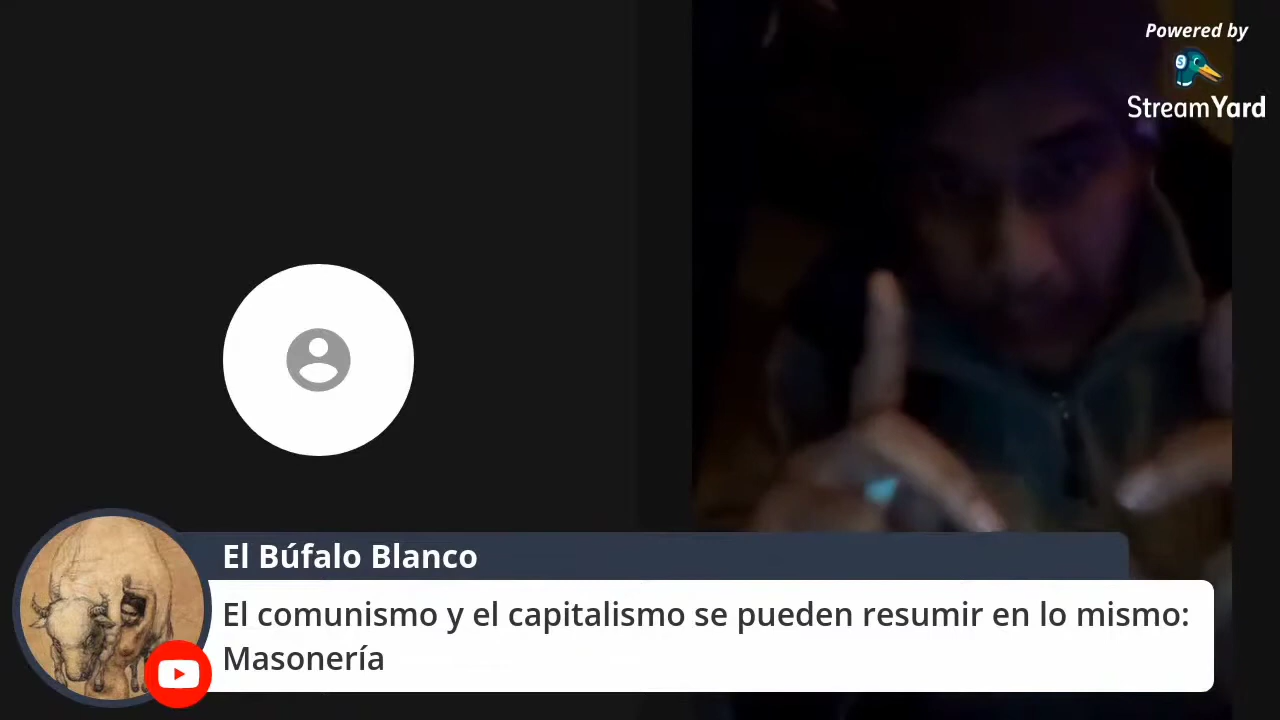 Powered by
StreamYard
El Búfalo Blanco
El comunismo y el capitalismo se pueden resumir en lo mismo:
Masonería